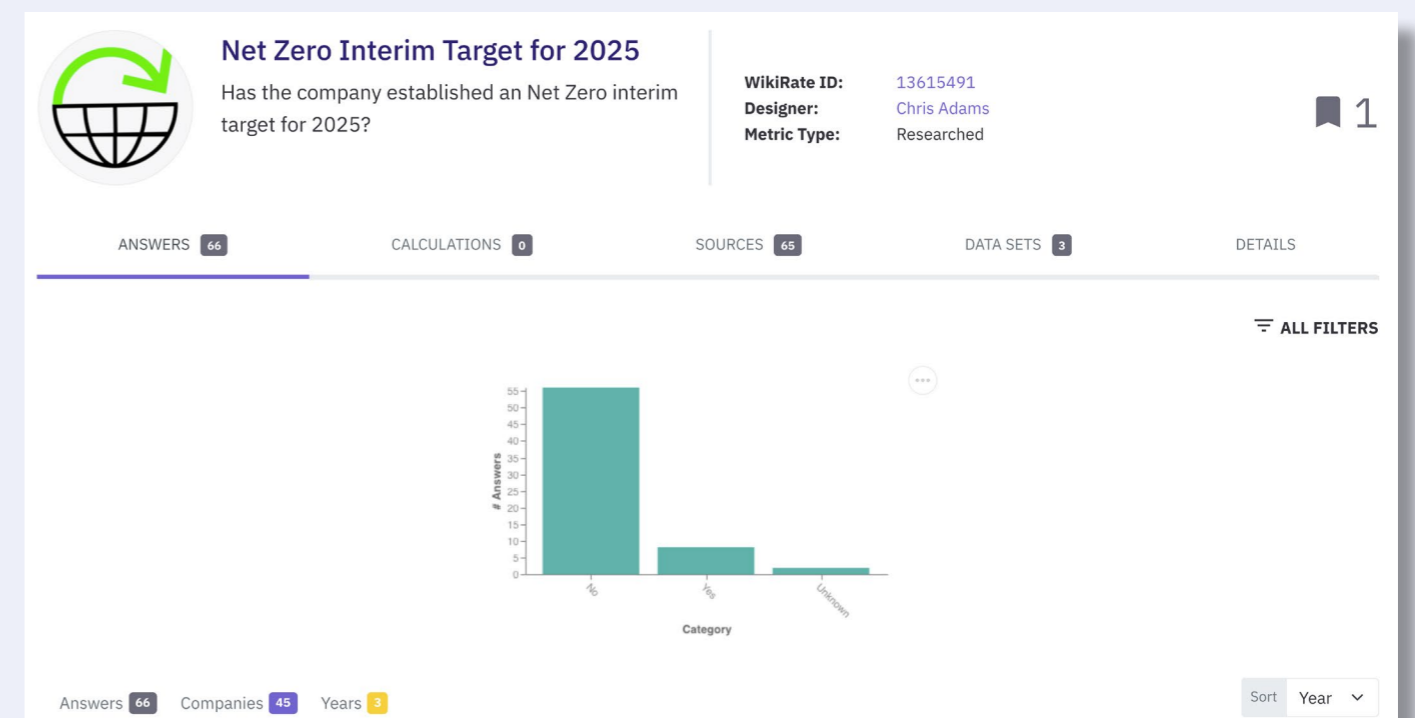 Net Zero Interim Target for 2025
Has the company established an Net Zero interim
target for 2025?
WikiRate ID: 13615491
Designer: Chris Adams
Metric Type: Researched
1
ANSWERS 66 CALCULATIONS 0 SOURCES 65 DATA SETS 3 DETAILS
ALL FILTERS
# Answers
55
50
45
40
35
30
25
20
15
10
5
0
No Yes Unknown
Category
Answers 66 Companies 45 Years 3
Sort Year